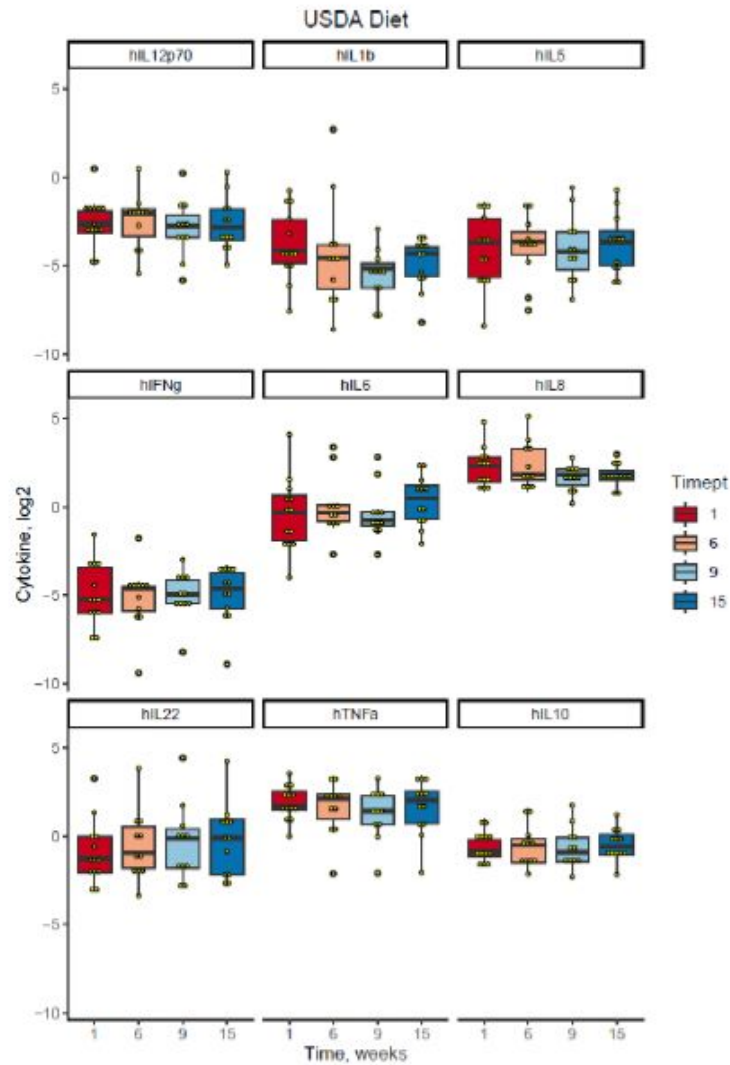 USDA Diet
hIL12p70 hIL1b hIL5
5
0
−5
−10
hIFNg hIL6 hIL8
5
0
−5
−10
Cytokine, log2
Timept
1
6
9
15
hIL22 hTNFa hIL10
5
0
−5
−10
1 6 9 15 1 6 9 15 1 6 9 15
Time, weeks